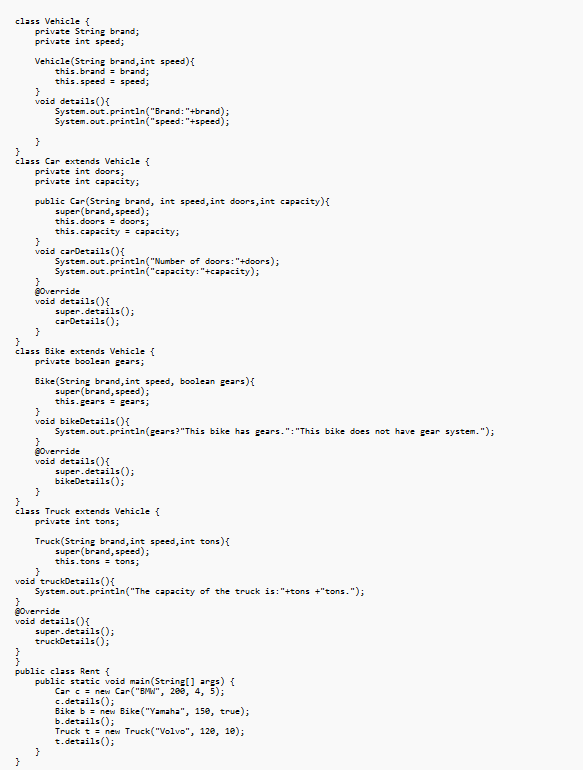 class Vehicle {
    private String brand;
    private int speed;

    Vehicle(String brand,int speed){
        this.brand = brand;
        this.speed = speed;
    }
    void details(){
        System.out.println("Brand:"+brand);
        System.out.println("speed:"+speed);

    }
}
class Car extends Vehicle {
    private int doors;
    private int capacity;

    public Car(String brand, int speed,int doors,int capacity){
        super(brand,speed);
        this.doors = doors;
        this.capacity = capacity;
    }
    void carDetails(){
        System.out.println("Number of doors:"+doors);
        System.out.println("capacity:"+capacity);
    }
    @Override
    void details(){
        super.details();
        carDetails();
    }
}
class Bike extends Vehicle {
    private boolean gears;

    Bike(String brand,int speed, boolean gears){
        super(brand,speed);
        this.gears = gears;
    }
    void bikeDetails(){
        System.out.println(gears?"This bike has gears.":"This bike does not have gear system.");
    }
    @Override
    void details(){
        super.details();
        bikeDetails();
    }
}
class Truck extends Vehicle {
    private int tons;

    Truck(String brand,int speed,int tons){
        super(brand,speed);
        this.tons = tons;
    }
void truckDetails(){
    System.out.println("The capacity of the truck is:"+tons +"tons.");
}
@Override
void details(){
    super.details();
    truckDetails();
}
}
public class Rent {
    public static void main(String[] args) {
        Car c = new Car("BMW", 200, 4, 5);
        c.details();
        Bike b = new Bike("Yamaha", 150, true);
        b.details();
        Truck t = new Truck("Volvo", 120, 10);
        t.details();
    }
}